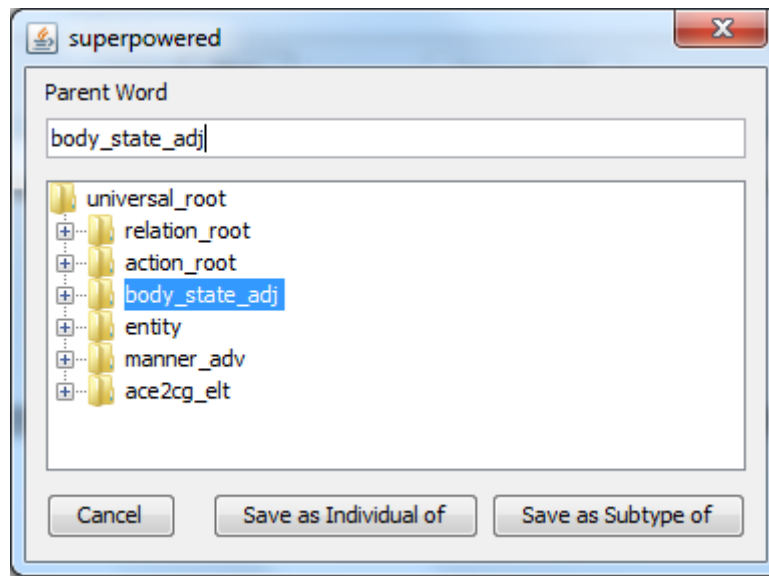 superpowered
Parent Word
body_state_adj
universal_root
relation_root
action_root
body_state_adj
entity
manner_adv
ace2cg_elt
Cancel Save as Individual of Save as Subtype of